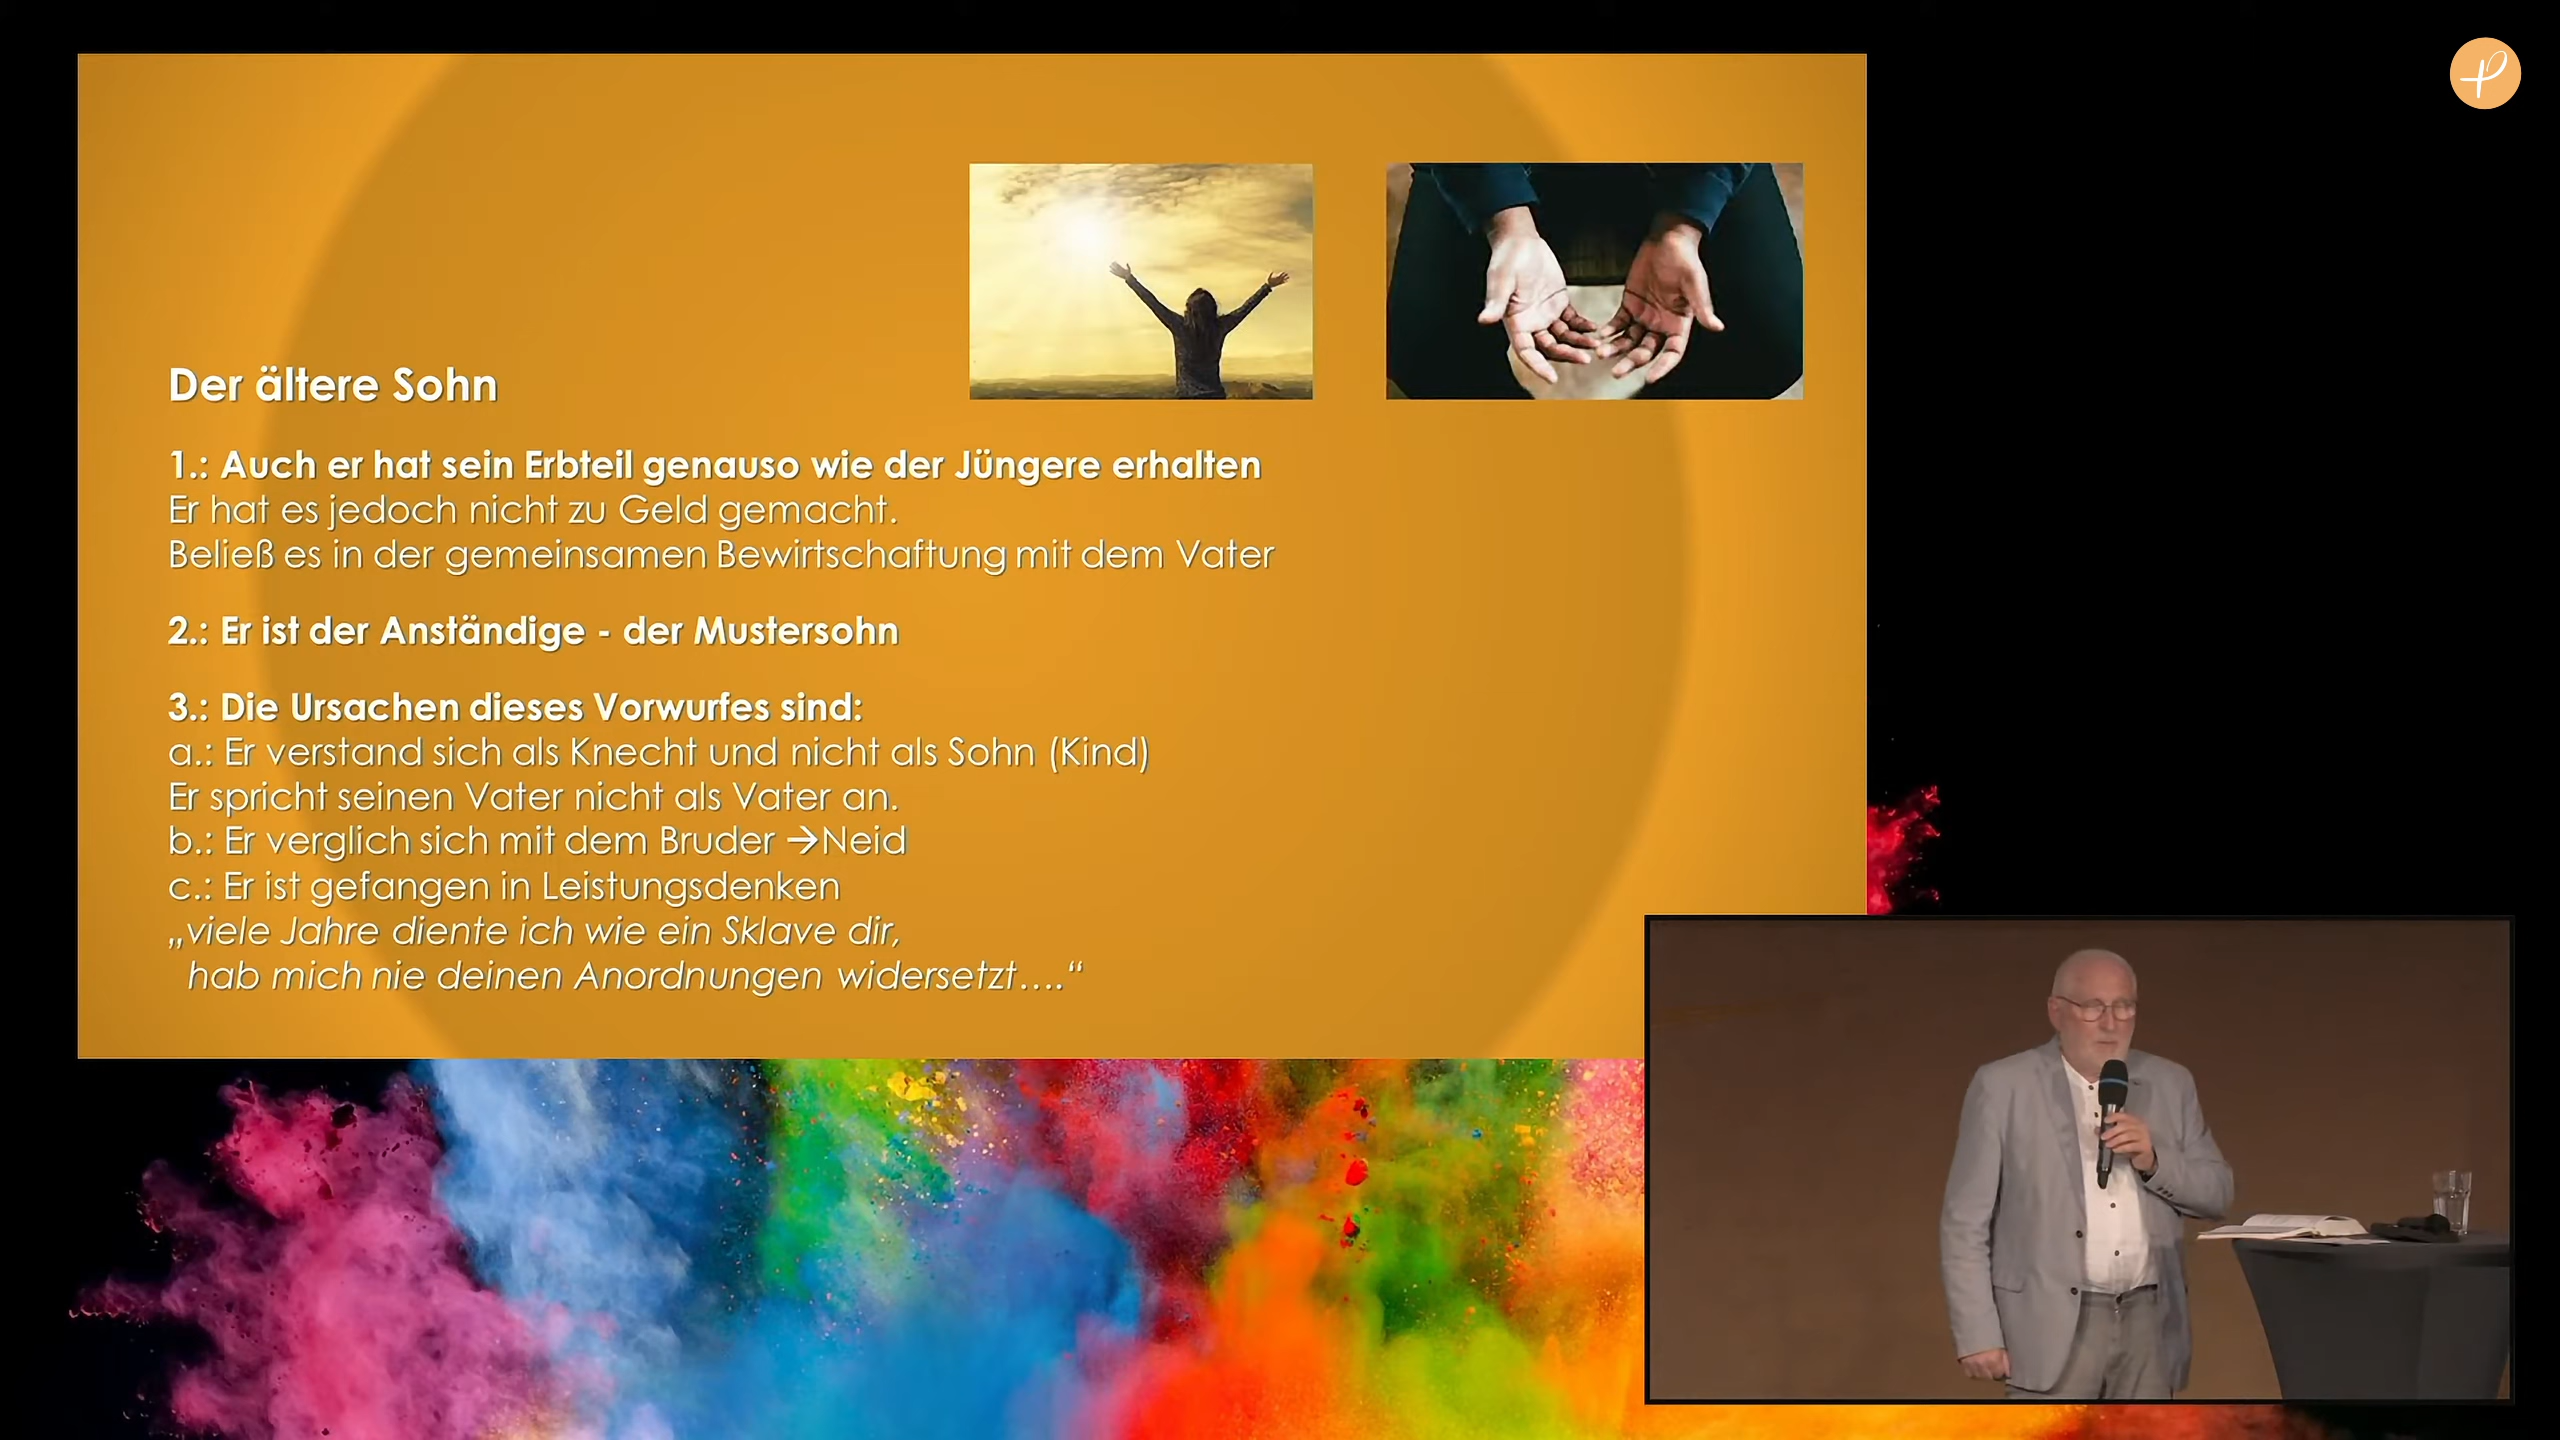 Der ältere Sohn
1.: Auch er hat sein Erbteil genauso wie der Jüngere erhalten
Er hat es jedoch nicht zu Geld gemacht.
Beließ es in der gemeinsamen Bewirtschaftung mit dem Vater
2.: Er ist der Anständige - der Mustersohn
3.: Die Ursachen dieses Vorwurfes sind:
a.: Er verstand sich als Knecht und nicht als Sohn (Kind)
Er spricht seinen Vater nicht als Vater an.
b.: Er verglich sich mit dem Bruder →Neid
c.: Er ist gefangen in Leistungsdenken
„viele Jahre diente ich wie ein Sklave dir,
hab mich nie deinen Anordnungen widersetzt….“